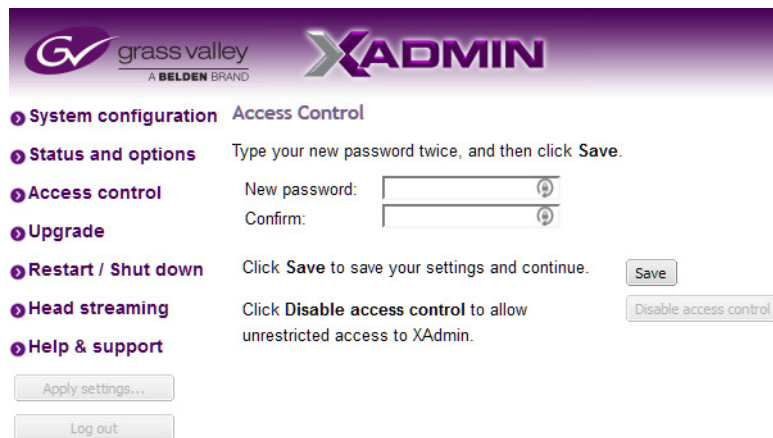 GV grass valley
A BELDEN BRAND
XADMIN
System configuration
Status and options
Access control
Upgrade
Restart / Shut down
Head streaming
Help & support
Apply settings...
Log out
Access Control
Type your new password twice, and then click Save.
New password:
Confirm:
Click Save to save your settings and continue.
Save
Click Disable access control to allow
unrestricted access to XAdmin.
Disable access control